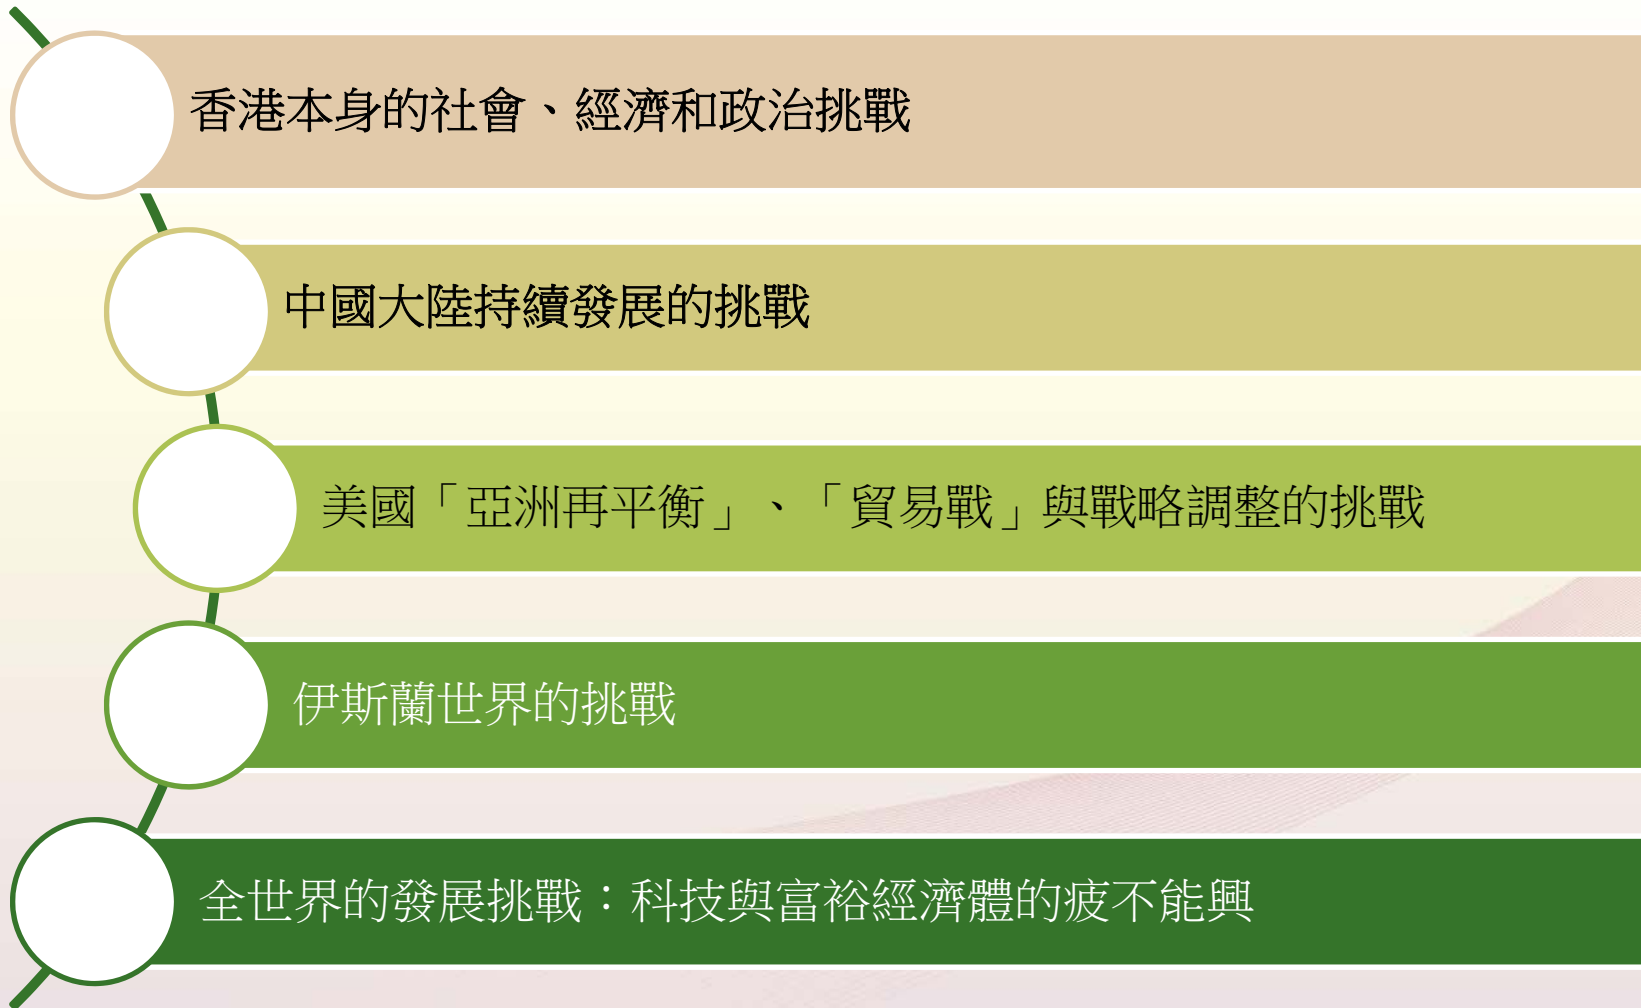 香港本身的社會、經濟和政治挑戰
中國大陸持續發展的挑戰
美國「亞洲再平衡」、「貿易戰」與戰略調整的挑戰
伊斯蘭世界的挑戰
全世界的發展挑戰：科技與富裕經濟體的疲不能興